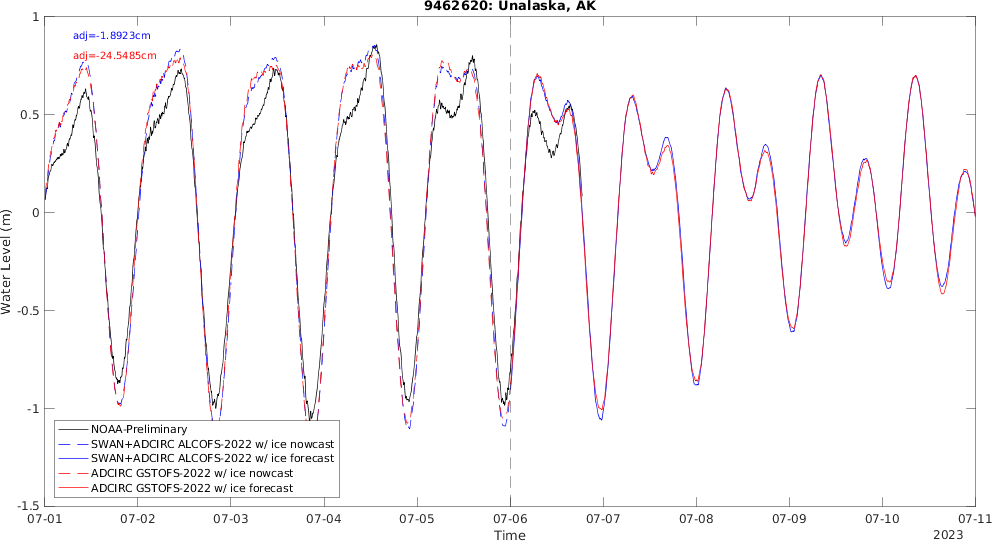 9462620: Unalaska, AK
adj=-1.8923cm
adj=-24.5485cm
Water Level (m)
1
0.5
0
-0.5
-1
-1.5
NOAA-Preliminary
SWAN+ADCIRC ALCOFS-2022 w/ ice nowcast
SWAN+ADCIRC ALCOFS-2022 w/ ice forecast
ADCIRC GSTOFS-2022 w/ ice nowcast
ADCIRC GSTOFS-2022 w/ ice forecast
07-01 07-02 07-03 07-04 07-05 07-06 07-07 07-08 07-09 07-10 07-11
Time
2023